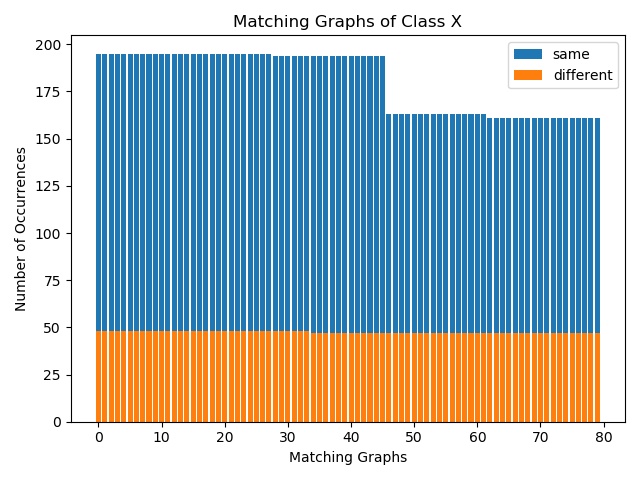 Matching Graphs of Class X
same
different
Number of Occurrences
200
175
150
125
100
75
50
25
0
0 10 20 30 40 50 60 70 80
Matching Graphs